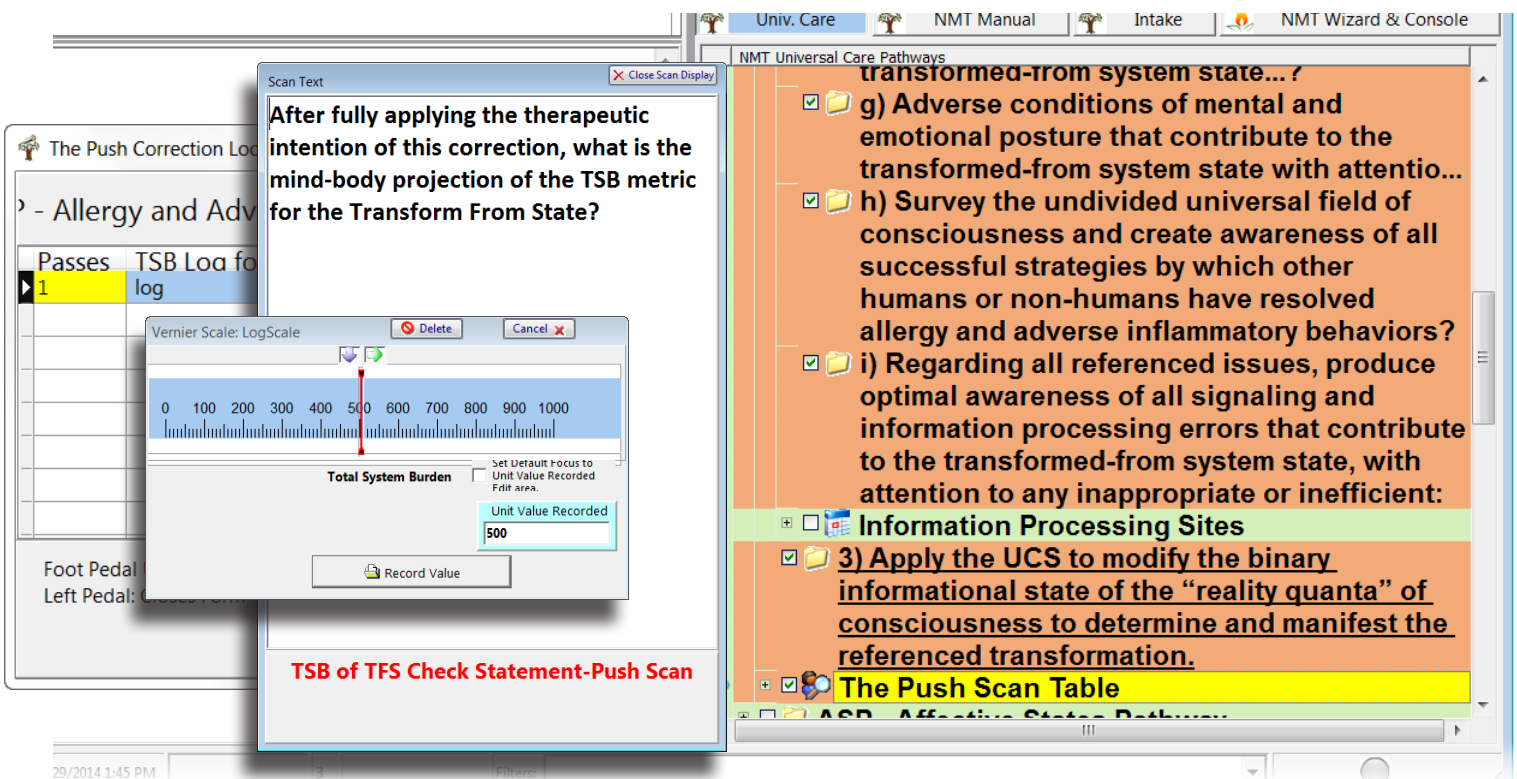 Univ. Care
NMT Manual
Intake
NMT Wizard & Console
NMT Universal Care Pathways
transformed-from system state...?
g) Adverse conditions of mental and
emotional posture that contribute to the
transformed-from system state with attentio...
h) Survey the undivided universal field of
consciousness and create awareness of all
successful strategies by which other
humans or non-humans have resolved
allergy and adverse inflammatory behaviors?
i) Regarding all referenced issues, produce
optimal awareness of all signaling and
information processing errors that contribute
to the transformed-from system state, with
attention to any inappropriate or inefficient:
Information Processing Sites
3) Apply the UCS to modify the binary
informational state of the “reality quanta” of
consciousness to determine and manifest the
referenced transformation.
The Push Scan Table
ASP - Affective States Pathway
Scan Text
Close Scan Display
After fully applying the therapeutic
intention of this correction, what is the
mind-body projection of the TSB metric
for the Transform From State?
The Push Correction
- Allergy and
Passes TSB Log
1 log
Vernier Scale: LogScale
Delete
Cancel
0 100 200 300 400 500 600 700 800 900 1000
Total System Burden
Set Default Focus to
Unit Value Recorded
Edit area.
Unit Value Recorded
500
Record Value
Foot Pedal
Left Pedal: Closes Form
TSB of TFS Check Statement-Push Scan
29/2014 1:45 PM
3
Filters: